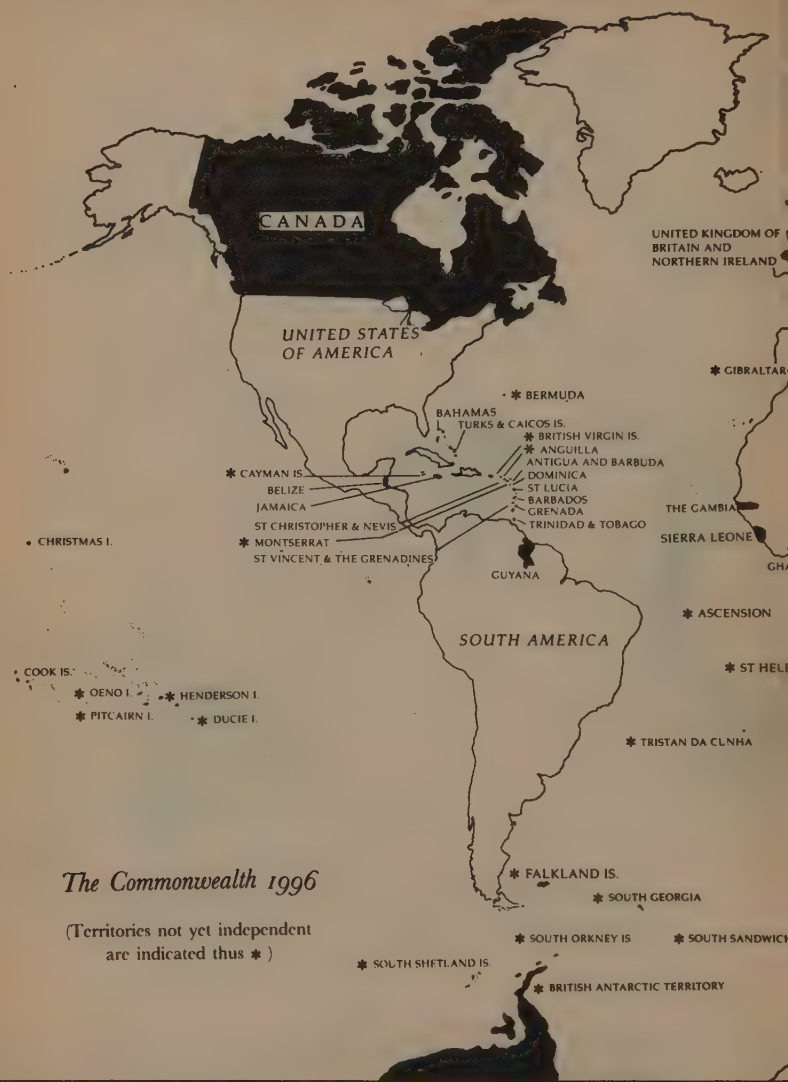 CANADA
UNITED KINGDOM OF
BRITAIN AND
NORTHERN IRELAND
UNITED STATES
OF AMERICA
* GIBRALTAR
* BERMUDA
BAHAMAS
TURKS & CAICOS IS.
* BRITISH VIRGIN IS.
* ANGUILLA
ANTIGUA AND BARBUDA
* CAYMAN IS
DOMINICA
BELIZE
ST LUCIA
JAMAICA
BARBADOS
GRENADA
THE GAMBIA
ST CHRISTOPHER & NEVIS
TRINIDAD & TOBAGO
SIERRA LEONE
* MONTSERRAT
CHRISTMAS I.
ST VINCENT & THE GRENADINES
GUYANA
* ASCENSION
SOUTH AMERICA
* ST HELE
COOK IS.
* OENO I.
* HENDERSON I.
* PITCAIRN I.
* DUCIE I.
* TRISTAN DA CUNHA
* FALKLAND IS.
The Commonwealth 1996
* SOUTH GEORGIA
(Territories not yet independent
are indicated thus * )
* SOUTH ORKNEY IS
* SOUTH SANDWICH
* SOUTH SHETLAND IS.
* BRITISH ANTARCTIC TERRITORY